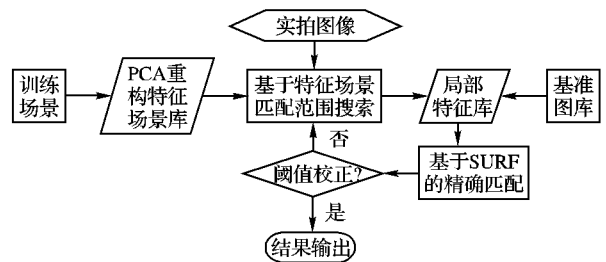 实拍图像
训练
场景
PCA重
构特征
场景库
基于特征场景
匹配范围搜索
局部
特征库
基准
图库
否
阈值校正?
基于SURF
的精确匹配
是
结果输出